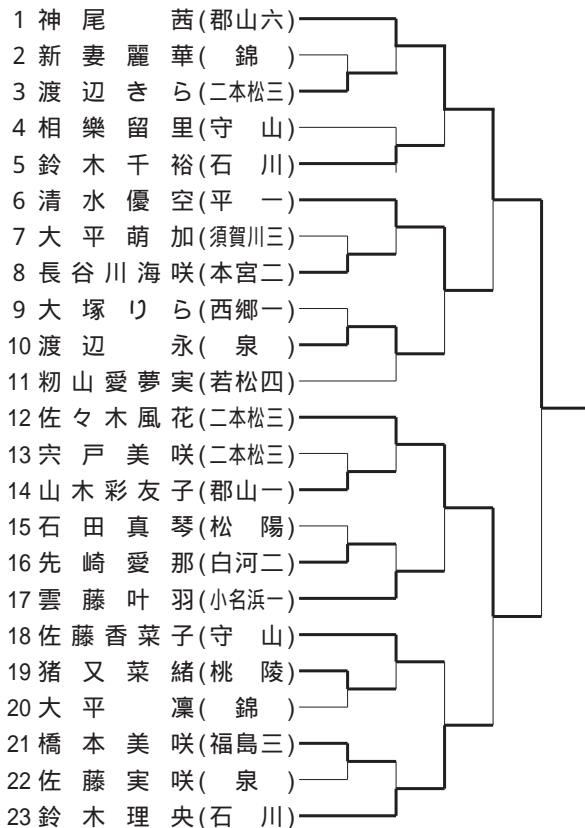 1 神尾 茜(郡山六)
2 新妻麗華(錦)
3 渡辺きら(二本松三)
4 相樂留里(守山)
5 鈴木千裕(石川)
6 清水優空(平一)
7 大平萌加(須賀川三)
8 長谷川海咲(本宮二)
9 大塚りら(西郷一)
10 渡辺 永(泉)
11 籾山愛夢実(若松四)
12 佐々木風花(二本松三)
13 宍戸美咲(二本松三)
14 山木彩友子(郡山一)
15 石田真琴(松陽)
16 先崎愛那(白河二)
17 雲藤叶羽(小名浜一)
18 佐藤香菜子(守山)
19 猪又菜緒(桃陵)
20 大平 凜(錦)
21 橋本美咲(福島三)
22 佐藤実咲(泉)
23 鈴木理央(石川)